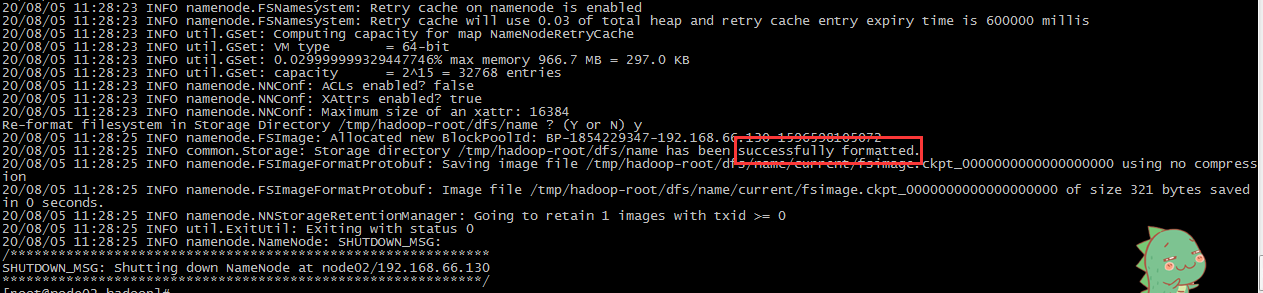 20/08/05 11:28:23 INFO namenode.FSNamesystem: Retry cache on namenode is enabled
20/08/05 11:28:23 INFO namenode.FSNamesystem: Retry cache will use 0.03 of total heap and retry cache entry expiry time is 600000 millis
20/08/05 11:28:23 INFO util.GSet: Computing capacity for map NameNodeRetryCache
20/08/05 11:28:23 INFO util.GSet: VM type       = 64-bit
20/08/05 11:28:23 INFO util.GSet: 0.029999999329447746% max memory 966.7 MB = 297.0 KB
20/08/05 11:28:23 INFO util.GSet: capacity      = 2^15 = 32768 entries
20/08/05 11:28:23 INFO namenode.NNConf: ACLs enabled? false
20/08/05 11:28:23 INFO namenode.NNConf: XAttrs enabled? true
20/08/05 11:28:23 INFO namenode.NNConf: Maximum size of an xattr: 16384
Re-format filesystem in Storage Directory /tmp/hadoop-root/dfs/name ? (Y or N) y
20/08/05 11:28:25 INFO namenode.FSImage: Allocated new BlockPoolId: BP-1854229347-192.168.66.130-1596598105072
20/08/05 11:28:25 INFO common.Storage: Storage directory /tmp/hadoop-root/dfs/name has been successfully formatted.
20/08/05 11:28:25 INFO namenode.FSImageFormatProtobuf: Saving image file /tmp/hadoop-root/dfs/name/current/fsimage.ckpt_0000000000000000000 using no compress
ion
20/08/05 11:28:25 INFO namenode.FSImageFormatProtobuf: Image file /tmp/hadoop-root/dfs/name/current/fsimage.ckpt_0000000000000000000 of size 321 bytes saved
in 0 seconds.
20/08/05 11:28:25 INFO namenode.NNStorageRetentionManager: Going to retain 1 images with txid >= 0
20/08/05 11:28:25 INFO util.ExitUtil: Exiting with status 0
20/08/05 11:28:25 INFO namenode.NameNode: SHUTDOWN_MSG:
/************************************************************
SHUTDOWN_MSG: Shutting down NameNode at node02/192.168.66.130
************************************************************/
[root@node02 hadoop]#